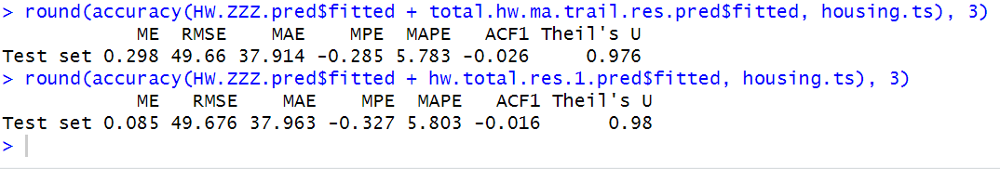 > round(accuracy(HW.ZZZ.pred$fitted + total.hw.ma.trail.res.pred$fitted, housing.ts), 3)
ME RMSE MAE MPE MAPE ACF1 Theil's U
Test set 0.298 49.66 37.914 -0.285 5.783 -0.026 0.976
> round(accuracy(HW.ZZZ.pred$fitted + hw.total.res.1.pred$fitted, housing.ts), 3)
ME RMSE MAE MPE MAPE ACF1 Theil's U
Test set 0.085 49.676 37.963 -0.327 5.803 -0.016 0.98
>